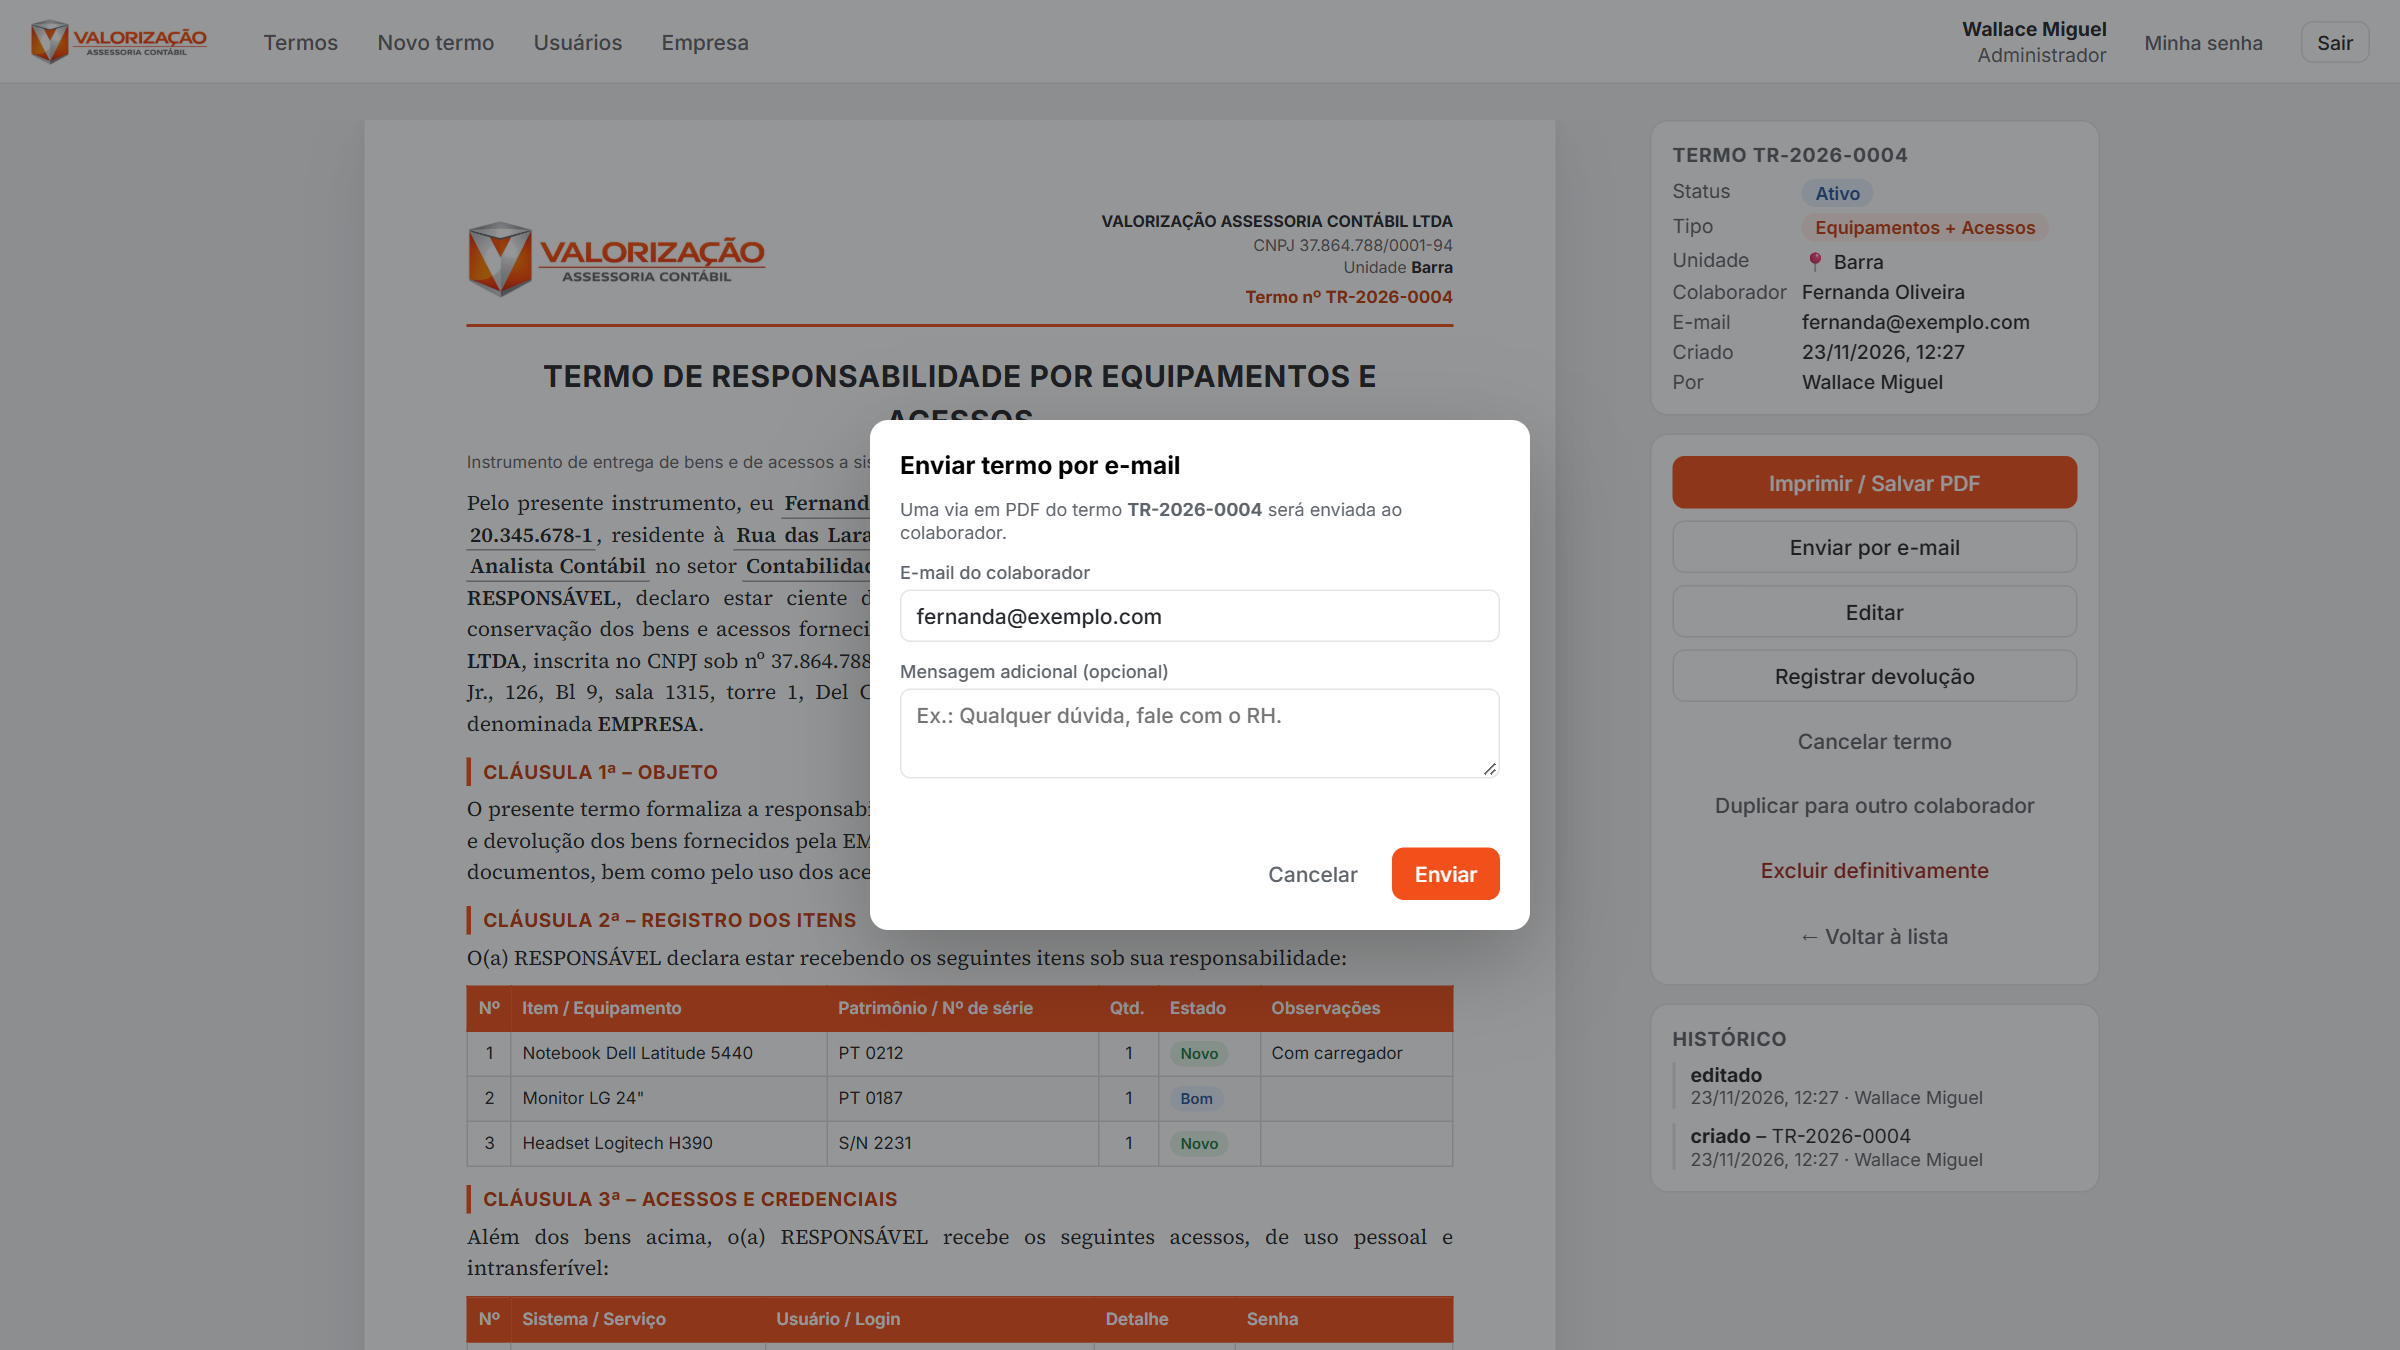 VALORIZAÇÃO
ASSESSORIA CONTÁBIL
Termos
Novo termo
Usuários
Empresa
Wallace Miguel
Administrador
Minha senha
Sair
VALORIZAÇÃO
ASSESSORIA CONTÁBIL
VALORIZAÇÃO ASSESSORIA CONTÁBIL LTDA
CNPJ 37.864.788/0001-94
Unidade Barra
Termo nº TR-2026-0004
TERMO DE RESPONSABILIDADE POR EQUIPAMENTOS E
ACESSOS
Instrumento de entrega de bens e de acessos a
Pelo presente instrumento, eu Fernand
20.345.678-1, residente à Rua das Lara
Analista Contábil no setor Contabilidad
RESPONSÁVEL, declaro estar ciente d
conservação dos bens e acessos forneci
LTDA, inscrita no CNPJ sob nº 37.864.788
Jr., 126, Bl 9, sala 1315, torre 1, Del C
denominada EMPRESA.
CLÁUSULA 1ª – OBJETO
O presente termo formaliza a responsabi
e devolução dos bens fornecidos pela EM
documentos, bem como pelo uso dos ace
CLÁUSULA 2ª – REGISTRO DOS ITENS
O(a) RESPONSÁVEL declara estar recebendo os seguintes itens sob sua responsabilidade:
Nº Item / Equipamento Patrimônio / Nº de série Qtd. Estado Observações
1 Notebook Dell Latitude 5440 PT 0212 1 Novo Com carregador
2 Monitor LG 24" PT 0187 1 Bom
3 Headset Logitech H390 S/N 2231 1 Novo
CLÁUSULA 3ª – ACESSOS E CREDENCIAIS
Além dos bens acima, o(a) RESPONSÁVEL recebe os seguintes acessos, de uso pessoal e
intransferível:
Nº Sistema / Serviço Usuário / Login Detalhe Senha
Enviar termo por e-mail
Uma via em PDF do termo TR-2026-0004 será enviada ao
colaborador.
E-mail do colaborador
fernanda@exemplo.com
Mensagem adicional (opcional)
Ex.: Qualquer dúvida, fale com o RH.
Cancelar
Enviar
TERMO TR-2026-0004
Status Ativo
Tipo Equipamentos + Acessos
Unidade Barra
Colaborador Fernanda Oliveira
E-mail fernanda@exemplo.com
Criado 23/11/2026, 12:27
Por Wallace Miguel
Imprimir / Salvar PDF
Enviar por e-mail
Editar
Registrar devolução
Cancelar termo
Duplicar para outro colaborador
Excluir definitivamente
← Voltar à lista
HISTÓRICO
editado
23/11/2026, 12:27 · Wallace Miguel
criado – TR-2026-0004
23/11/2026, 12:27 · Wallace Miguel